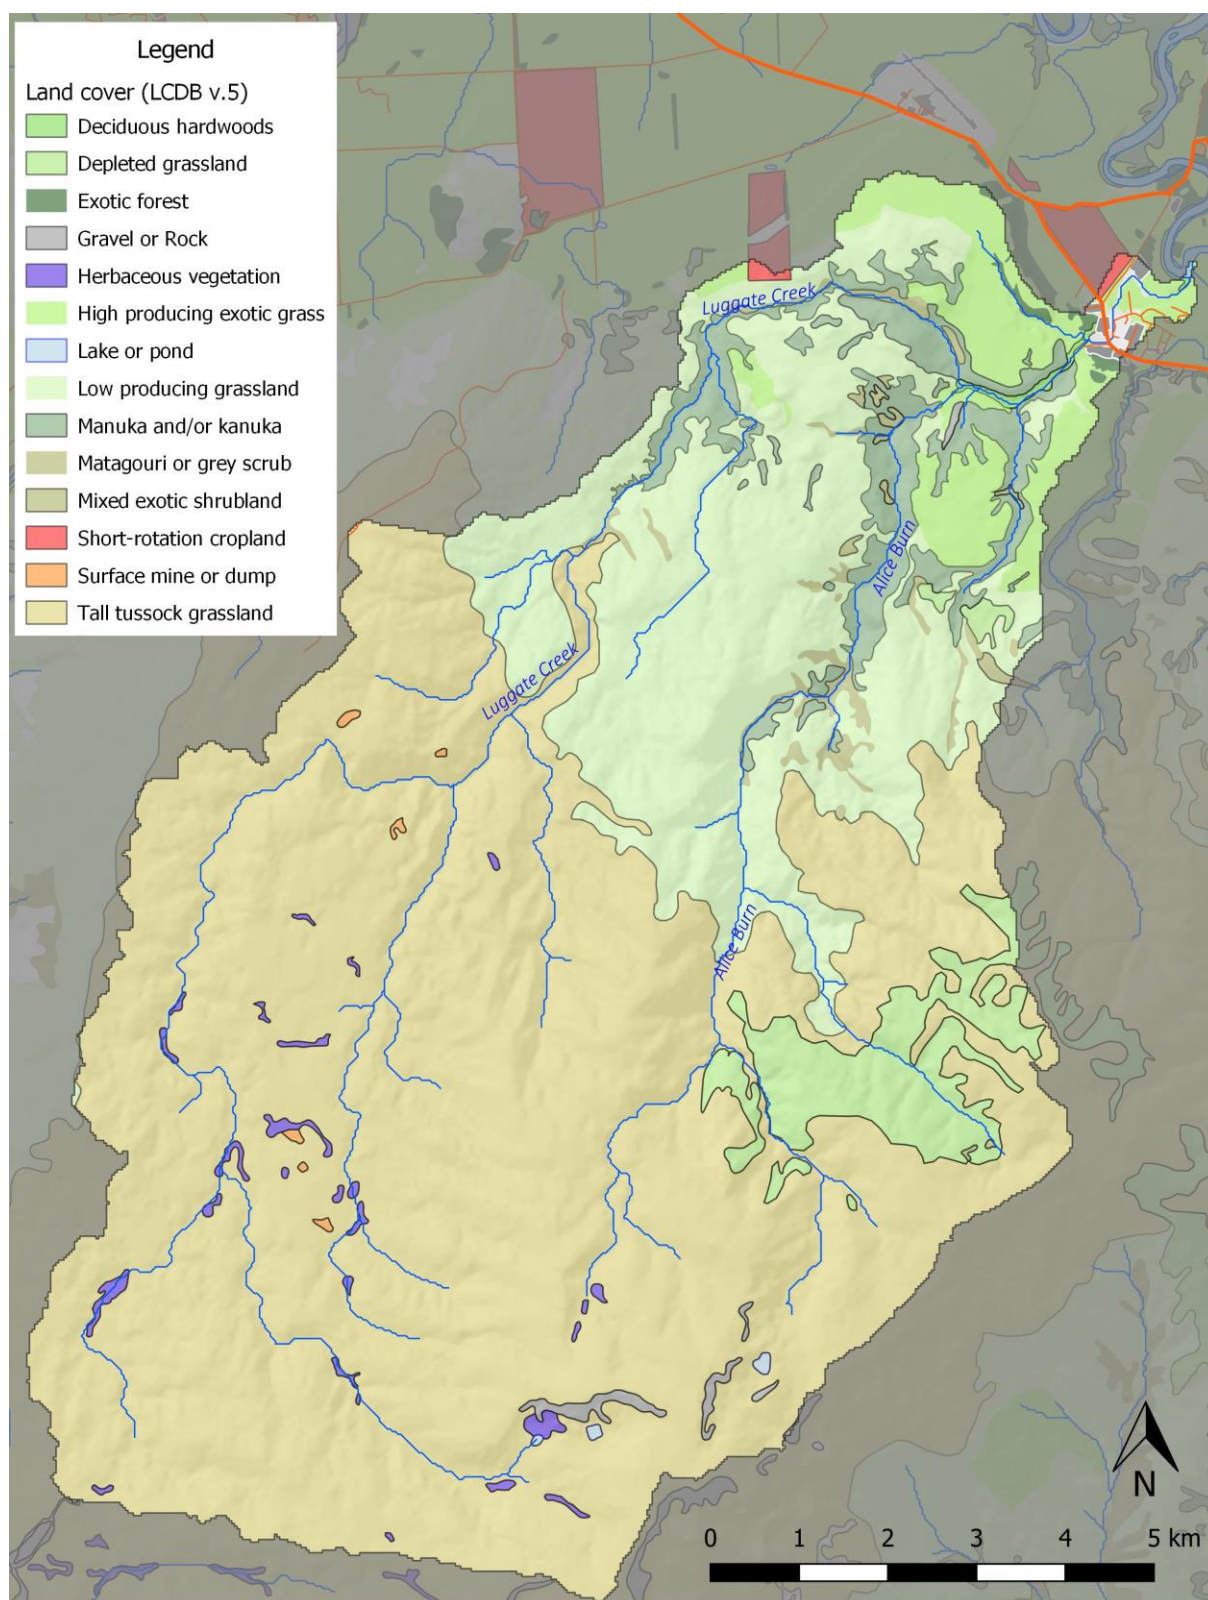 Legend
Land cover (LCDB v.5)
Deciduous hardwoods
Depleted grassland
Exotic forest
Gravel or Rock
Herbaceous vegetation
High producing exotic grass
Lake or pond
Low producing grassland
Manuka and/or kanuka
Matagouri or grey scrub
Mixed exotic shrubland
Short-rotation cropland
Surface mine or dump
Tall tussock grassland
Luggate Creek
Alice Burn
Luggate Creek
Alice Burn
N
0 1 2 3 4 5 km